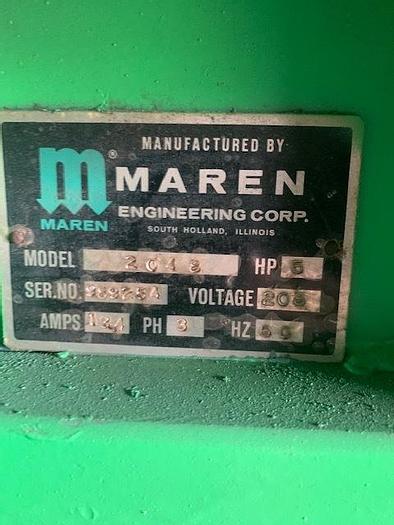 MANUFACTURED BY
m®
MAREN
MAREN
ENGINEERING CORP.
SOUTH HOLLAND, ILLINOIS
MODEL 2043 HP 5
SER.NO. VOLTAGE 208
AMPS PH 3 HZ